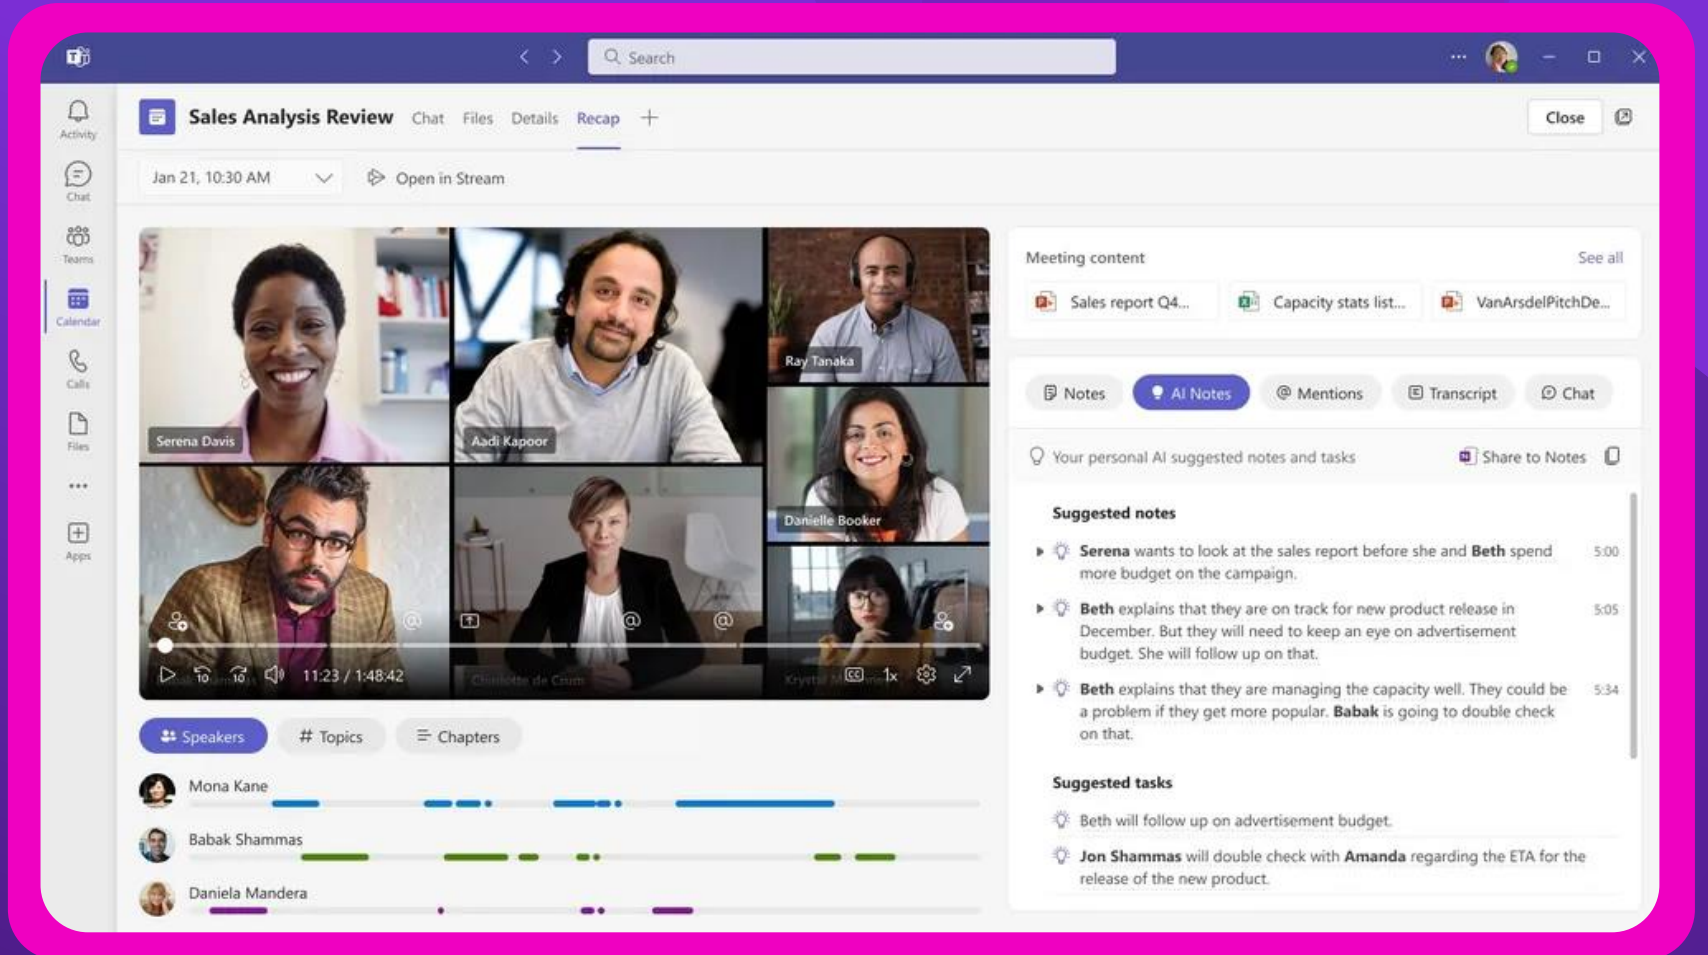 Search
Activity
Chat
Teams
Calendar
Calls
Files
Apps
Sales Analysis Review
Chat
Files
Details
Recap
Close
Jan 21, 10:30 AM
Open in Stream
Serena Davis
Aadi Kapoor
Ray Tanaka
Danielle Booker
Charlotte de Crum
10
10
11:23 / 1:48:42
CC
1x
Speakers
# Topics
Chapters
Mona Kane
Babak Shammas
Daniela Mandera
Meeting content
See all
Sales report Q4...
Capacity stats list...
VanArsdelPitchDe...
Notes
AI Notes
@ Mentions
Transcript
Chat
Your personal AI suggested notes and tasks
Share to Notes
Suggested notes
Serena wants to look at the sales report before she and Beth spend 5:00
more budget on the campaign.
Beth explains that they are on track for new product release in 5:05
December. But they will need to keep an eye on advertisement
budget. She will follow up on that.
Beth explains that they are managing the capacity well. They could be 5:34
a problem if they get more popular. Babak is going to double check
on that.
Suggested tasks
Beth will follow up on advertisement budget.
Jon Shammas will double check with Amanda regarding the ETA for the
release of the new product.